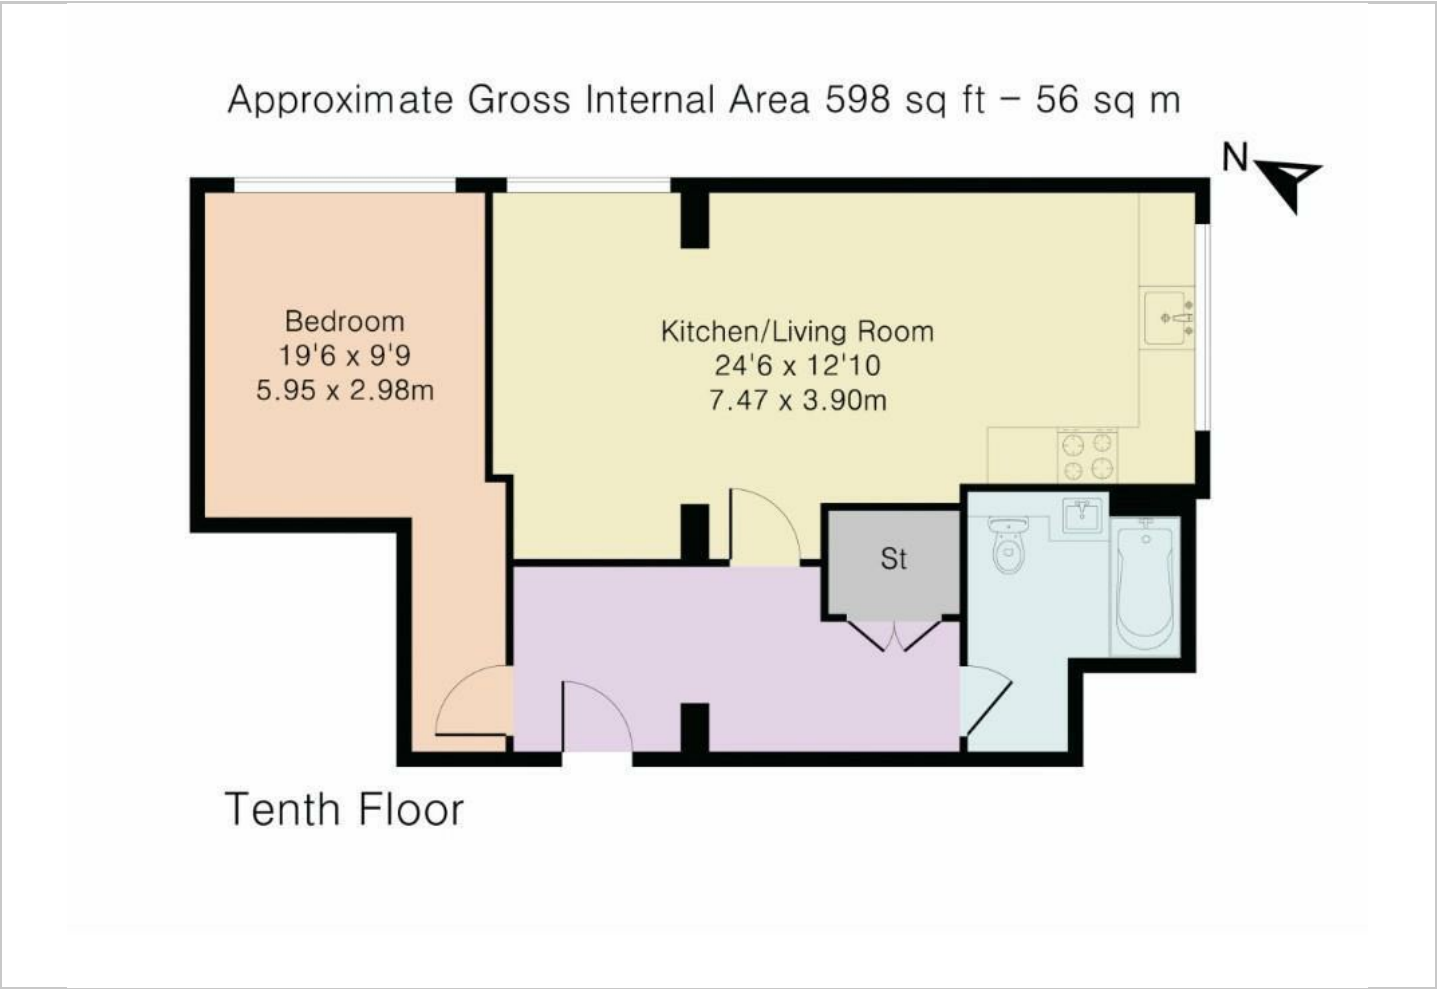 Approximate Gross Internal Area 598 sq ft – 56 sq m
N
Bedroom
19'6 x 9'9
5.95 x 2.98m
Kitchen/Living Room
24'6 x 12'10
7.47 x 3.90m
St
Tenth Floor